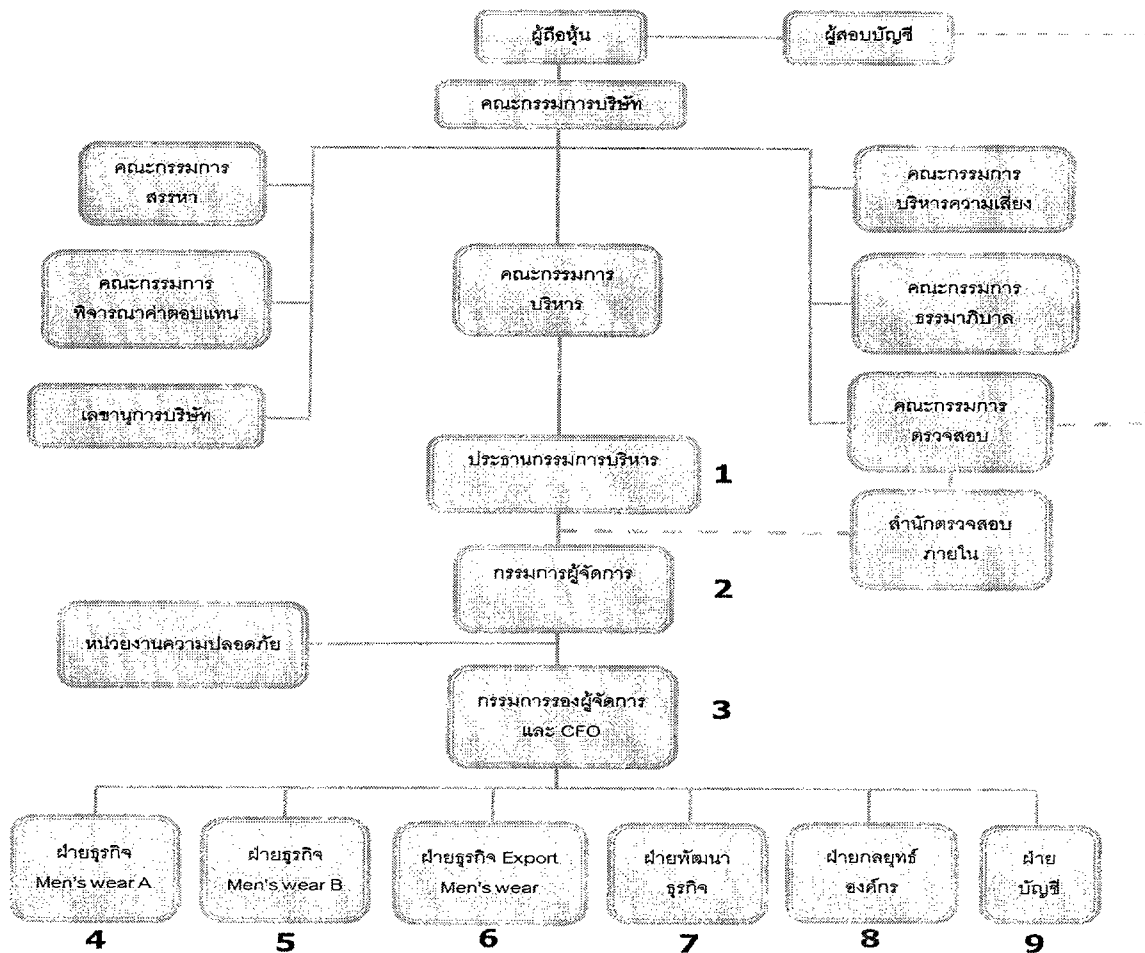 ผู้ถือหุ้น
ผู้สอบบัญชี
คณะกรรมการบริษัท
คณะกรรมการ
สรรหา
คณะกรรมการ
บริหารความเสี่ยง
คณะกรรมการ
พิจารณาค่าตอบแทน
คณะกรรมการ
บริหาร
คณะกรรมการ
ธรรมาภิบาล
เลขานุการบริษัท
คณะกรรมการ
ตรวจสอบ
ประธานกรรมการบริหาร
1
สำนักตรวจสอบ
ภายใน
กรรมการผู้จัดการ
2
หน่วยงานความปลอดภัย
กรรมการรองผู้จัดการ
และ CFO
3
ฝ่ายธุรกิจ
Men's wear A
4
ฝ่ายธุรกิจ
Men's wear B
5
ฝ่ายธุรกิจ Export
Men's wear
6
ฝ่ายพัฒนา
ธุรกิจ
7
ฝ่ายกลยุทธ์
องค์กร
8
ฝ่าย
บัญชี
9